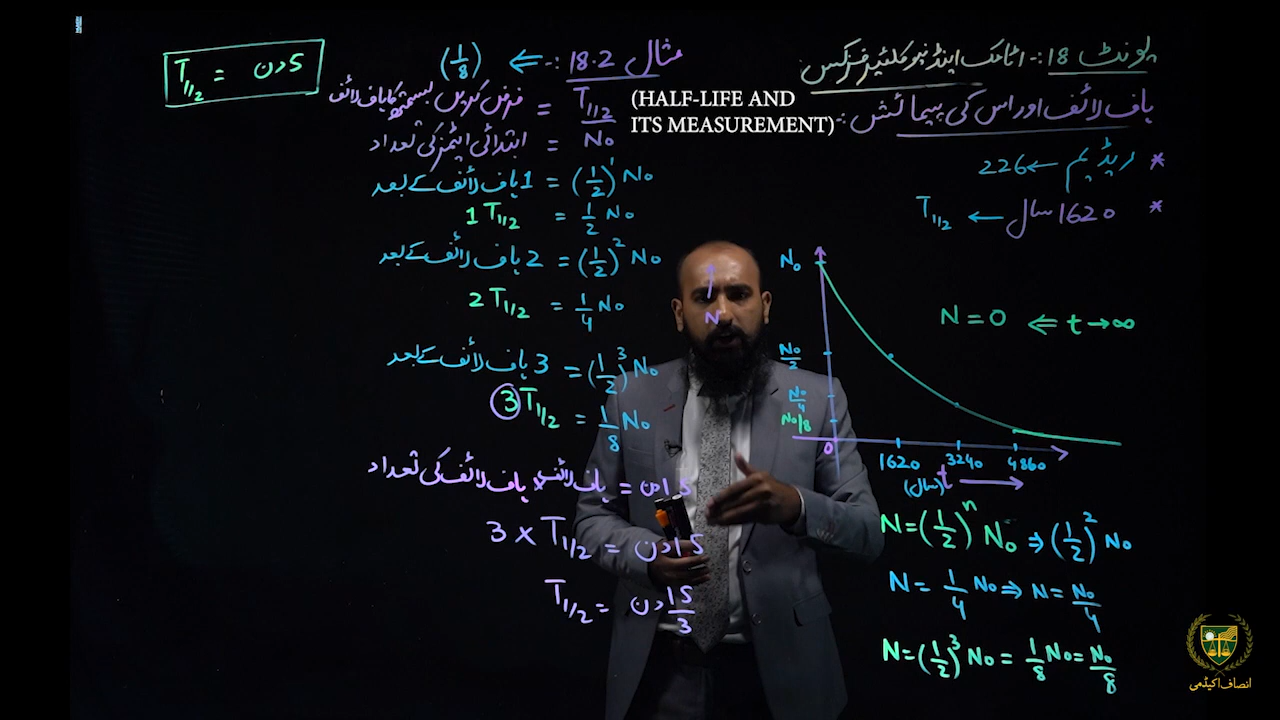 یونٹ 18 :- اٹامک اینڈ نیوکلئیر فزکس
ہاف لائف اور اس کی پیمائش :-
(HALF-LIFE AND
ITS MEASUREMENT)
* ریڈیم → 226
* 1620 سال → T1/2
N₀
N₀/2
N₀/4
N₀/8
0
N
1620 3240 4860
t (سال)
N = 0 ⇐ t → ∞
N = (1/2)ⁿ N₀ ⇒ (1/2)² N₀
N = 1/4 N₀ ⇒ N = N₀/4
N = (1/2)³ N₀ = 1/8 N₀ = N₀/8
مثال 18.2 :- ⇐ (1/8)
T1/2 = فرض کریں بسمتھ کا ہاف لائف
N₀ = ابتدائی ایٹمز کی تعداد
1 ہاف لائف کے بعد = (1/2)¹ N₀
1 T1/2 = 1/2 N₀
2 ہاف لائف کے بعد = (1/2)² N₀
2 T1/2 = 1/4 N₀
3 ہاف لائف کے بعد = (1/2)³ N₀
3 T1/2 = 1/8 N₀
15 دن = ہاف لائف x ہاف لائف کی تعداد
3 x T1/2 = 15 دن
T1/2 = 15/3 دن
T1/2 = 5 دن
انصاف اکیڈمی